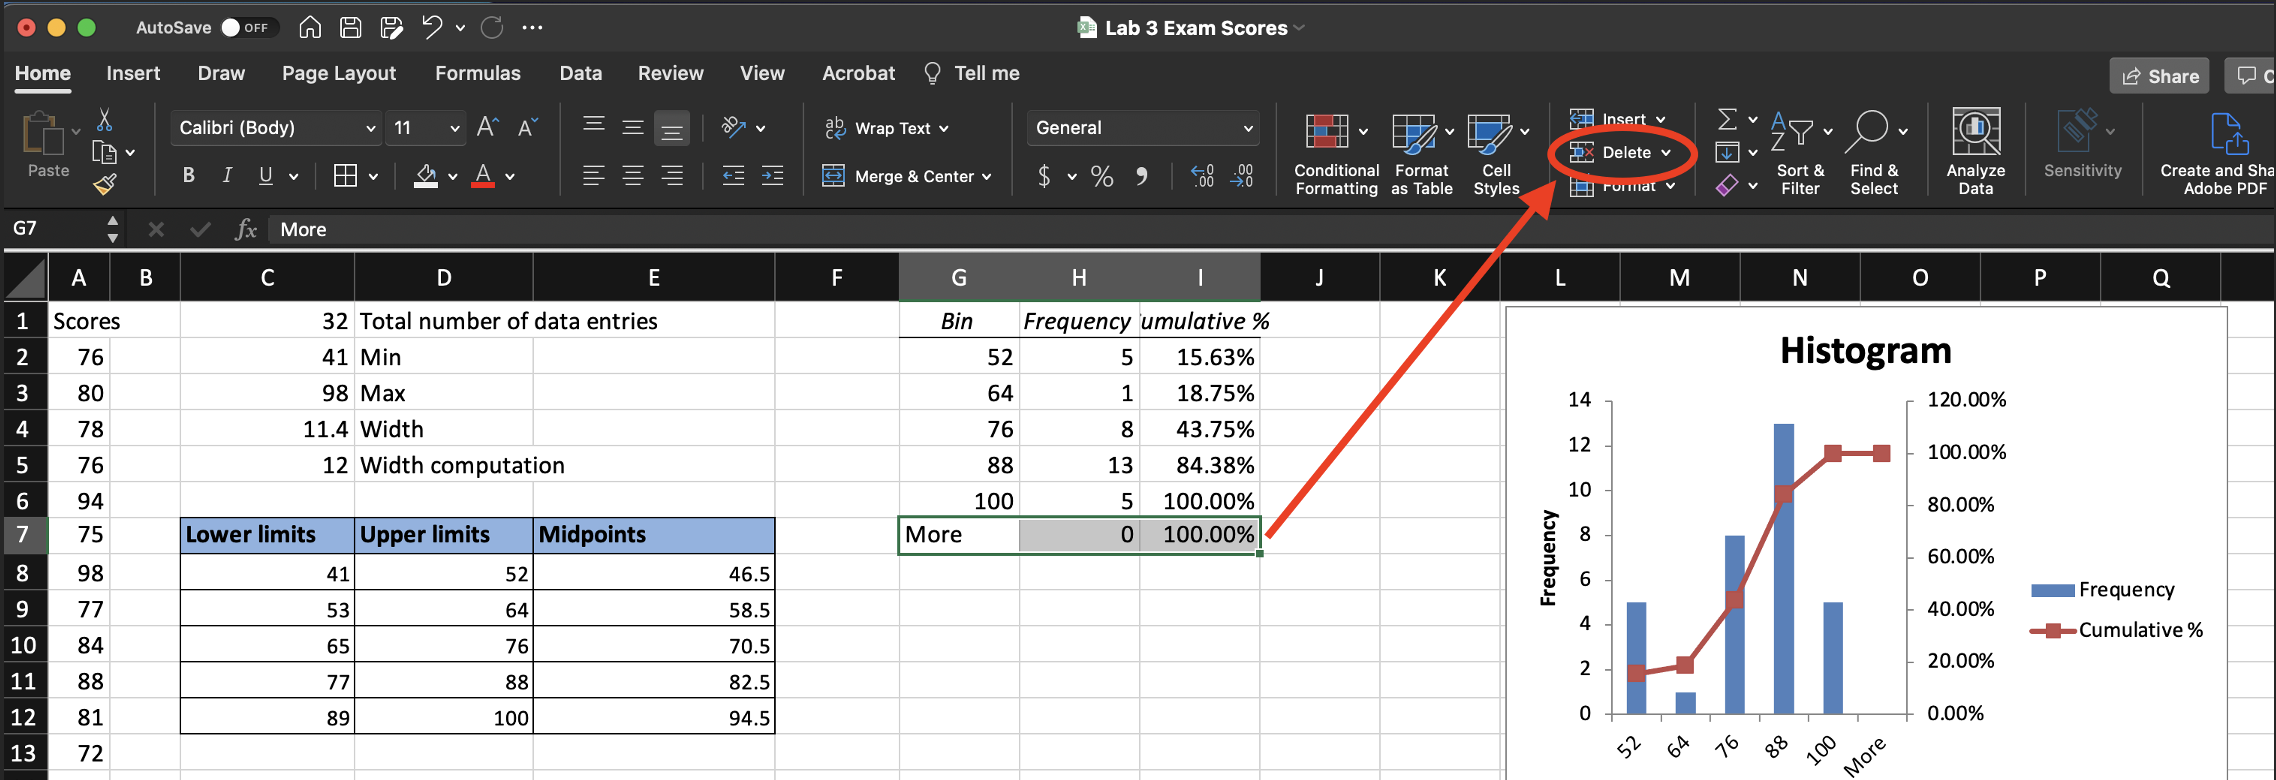 AutoSave OFF
Lab 3 Exam Scores
Home Insert Draw Page Layout Formulas Data Review View Acrobat Tell me
Share
Paste
Calibri (Body) 11
B I U
Wrap Text
Merge & Center
General
$ % 9
Conditional Formatting
Format as Table
Cell Styles
Insert
Delete
Format
Sort & Filter
Find & Select
Analyze Data
Sensitivity
Create and Sha
Adobe PDF
G7 fx More
A B C D E F G H I J K L M N O P Q
1 Scores 32 Total number of data entries Bin Frequency umulative %
2 76 41 Min 52 5 15.63%
3 80 98 Max 64 1 18.75%
4 78 11.4 Width 76 8 43.75%
5 76 12 Width computation 88 13 84.38%
6 94 100 5 100.00%
7 75 Lower limits Upper limits Midpoints More 0 100.00%
8 98 41 52 46.5
9 77 53 64 58.5
10 84 65 76 70.5
11 88 77 88 82.5
12 81 89 100 94.5
13 72
Histogram
14 120.00%
12 100.00%
10 80.00%
8 60.00%
6 40.00%
4 20.00%
2 0.00%
0
Frequency
52 64 76 88 100 More
Frequency
Cumulative %